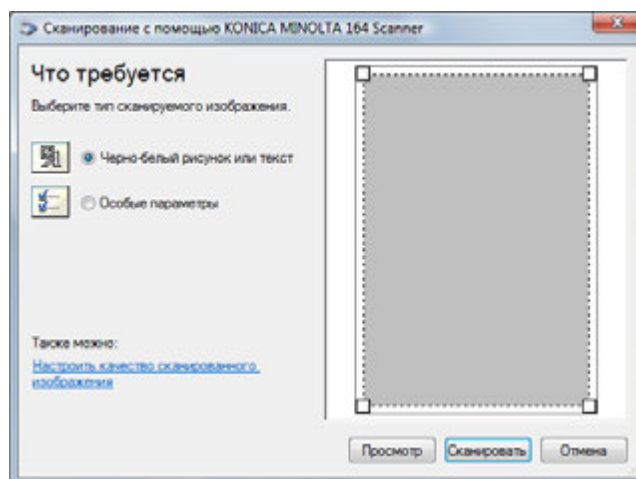 Сканирование с помощью KONICA MINOLTA 164 Scanner
Что требуется
Выберите тип сканируемого изображения.
Черно-белый рисунок или текст
Особые параметры
Также можно:
Настроить качество сканированного
изображения
Просмотр Сканировать Отмена